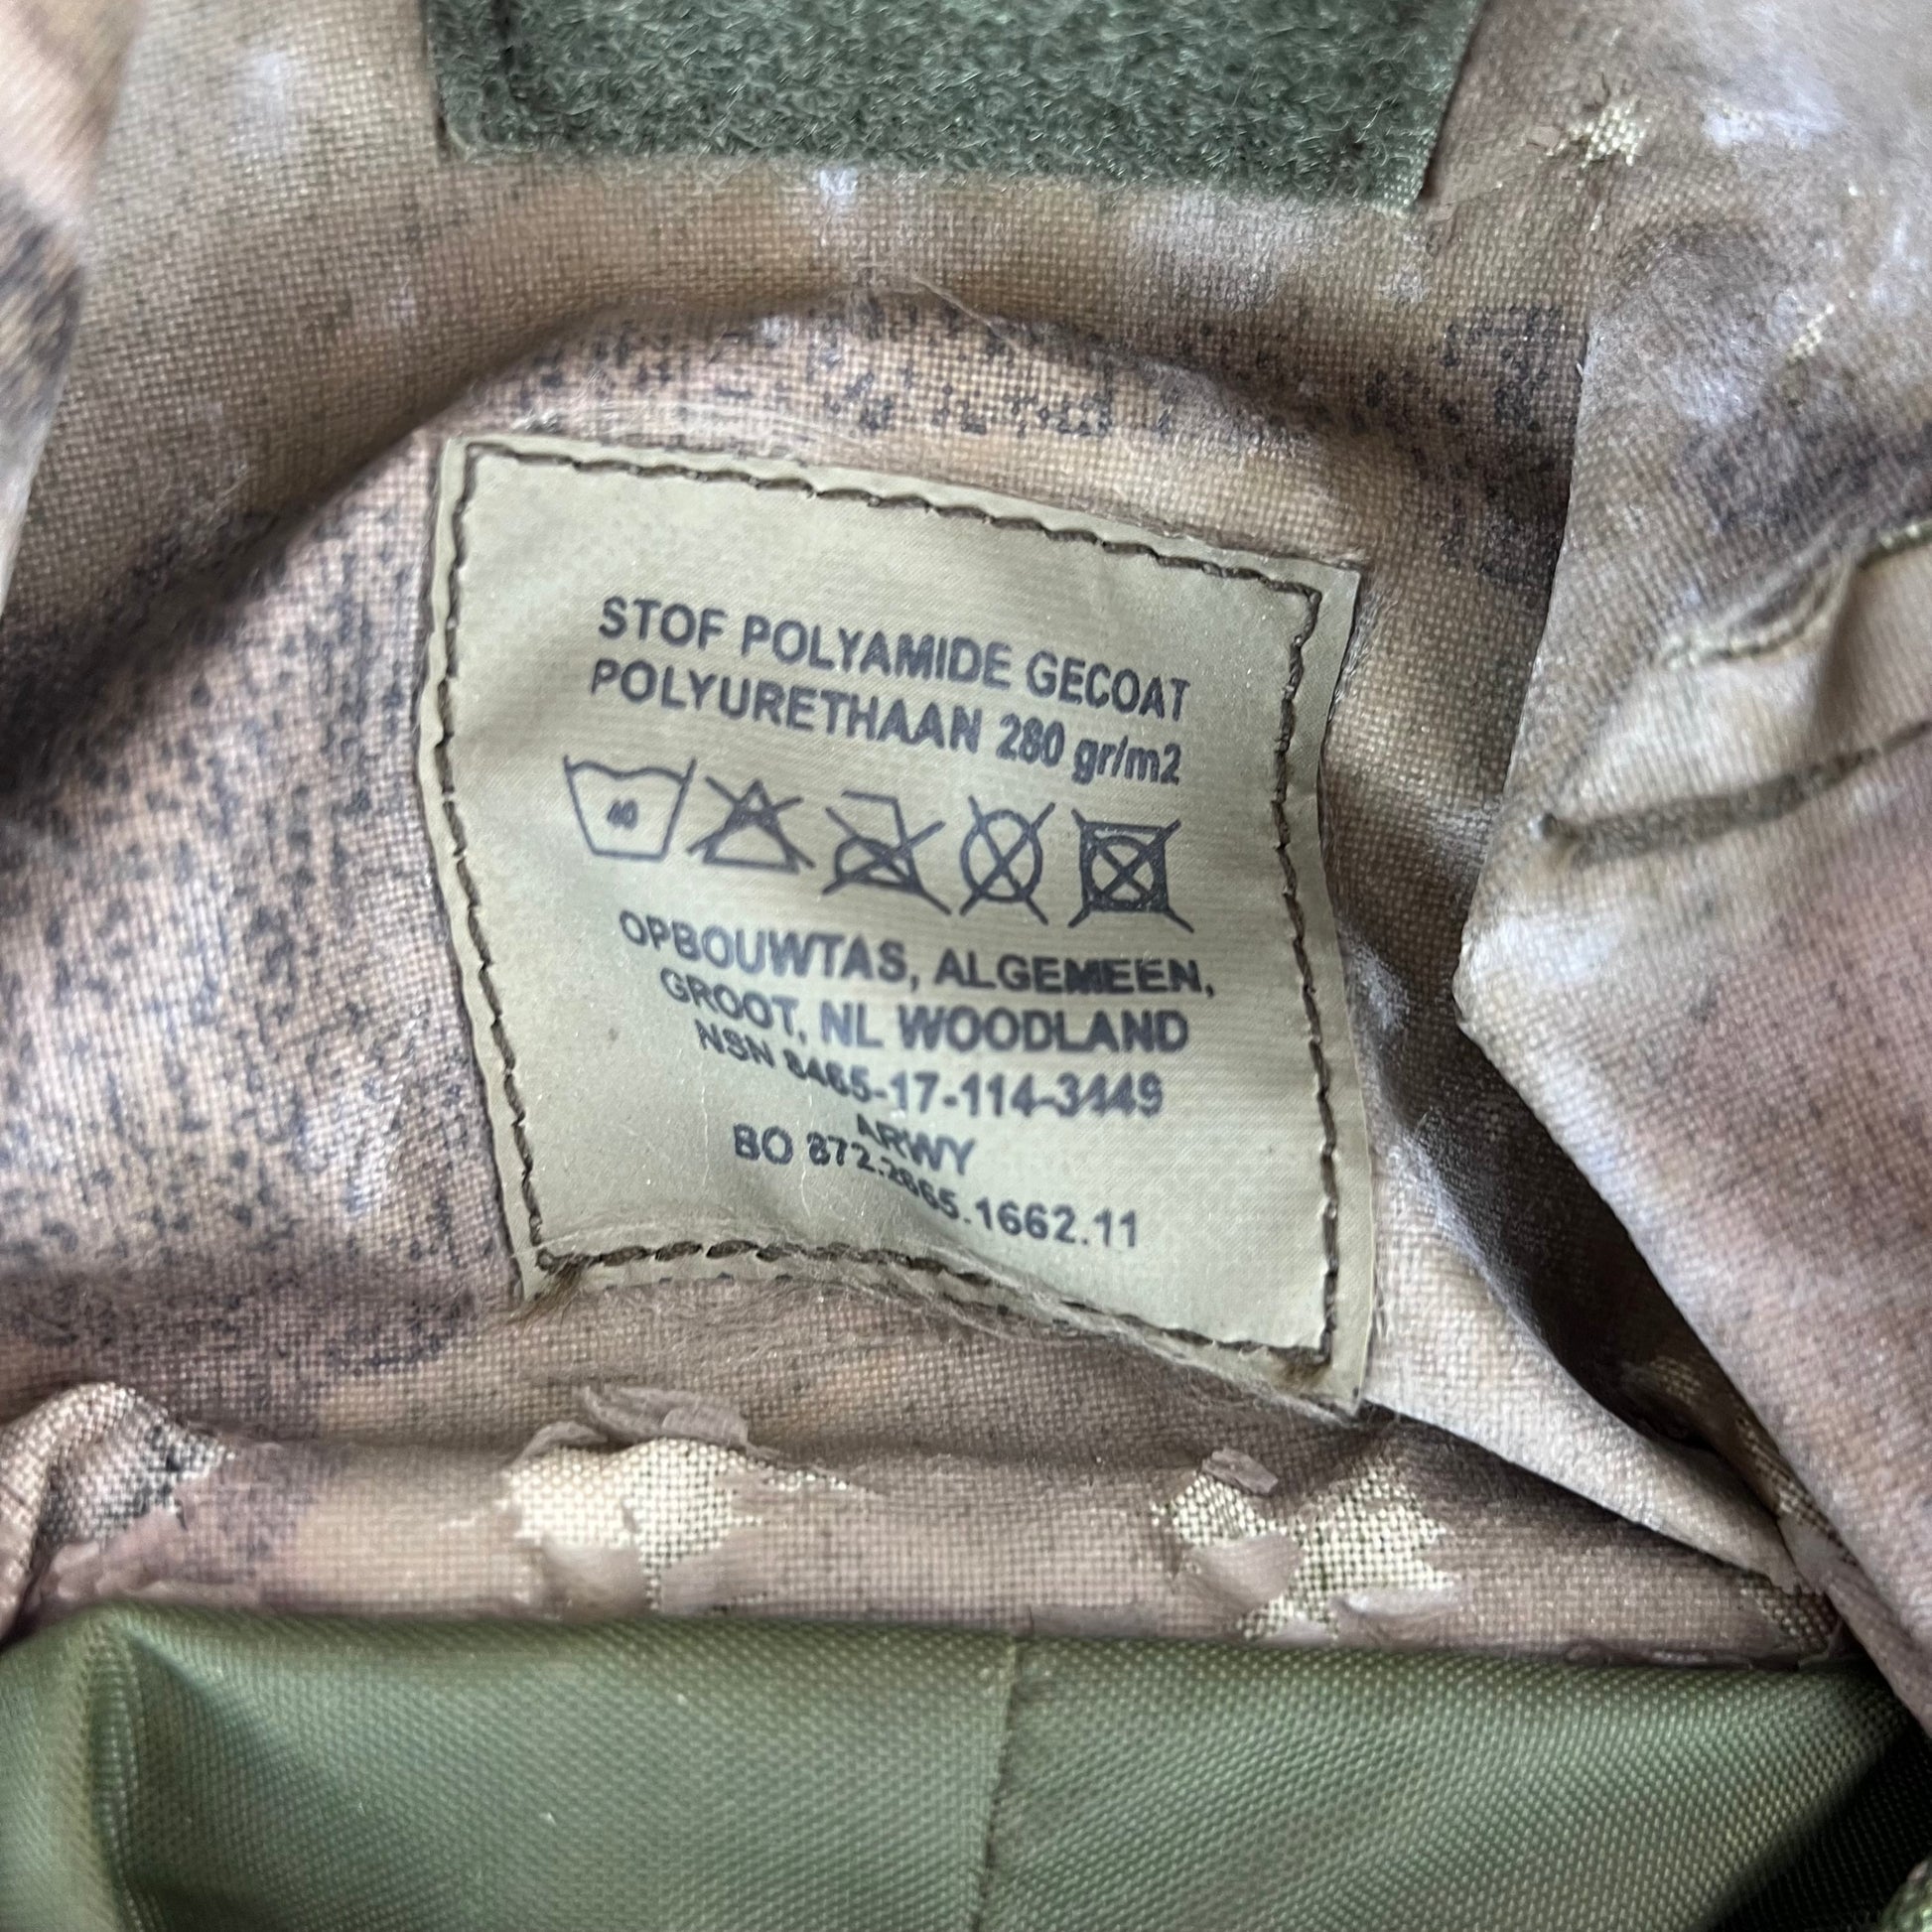 STOF POLYAMIDE GECOAT
POLYURETHAAN 280 gr/m2
40
OPBOUWTAS, ALGEMEEN,
GROOT, NL WOODLAND
NSN 8465-17-114-3449
ARWY
BO 872.2665.1662.11